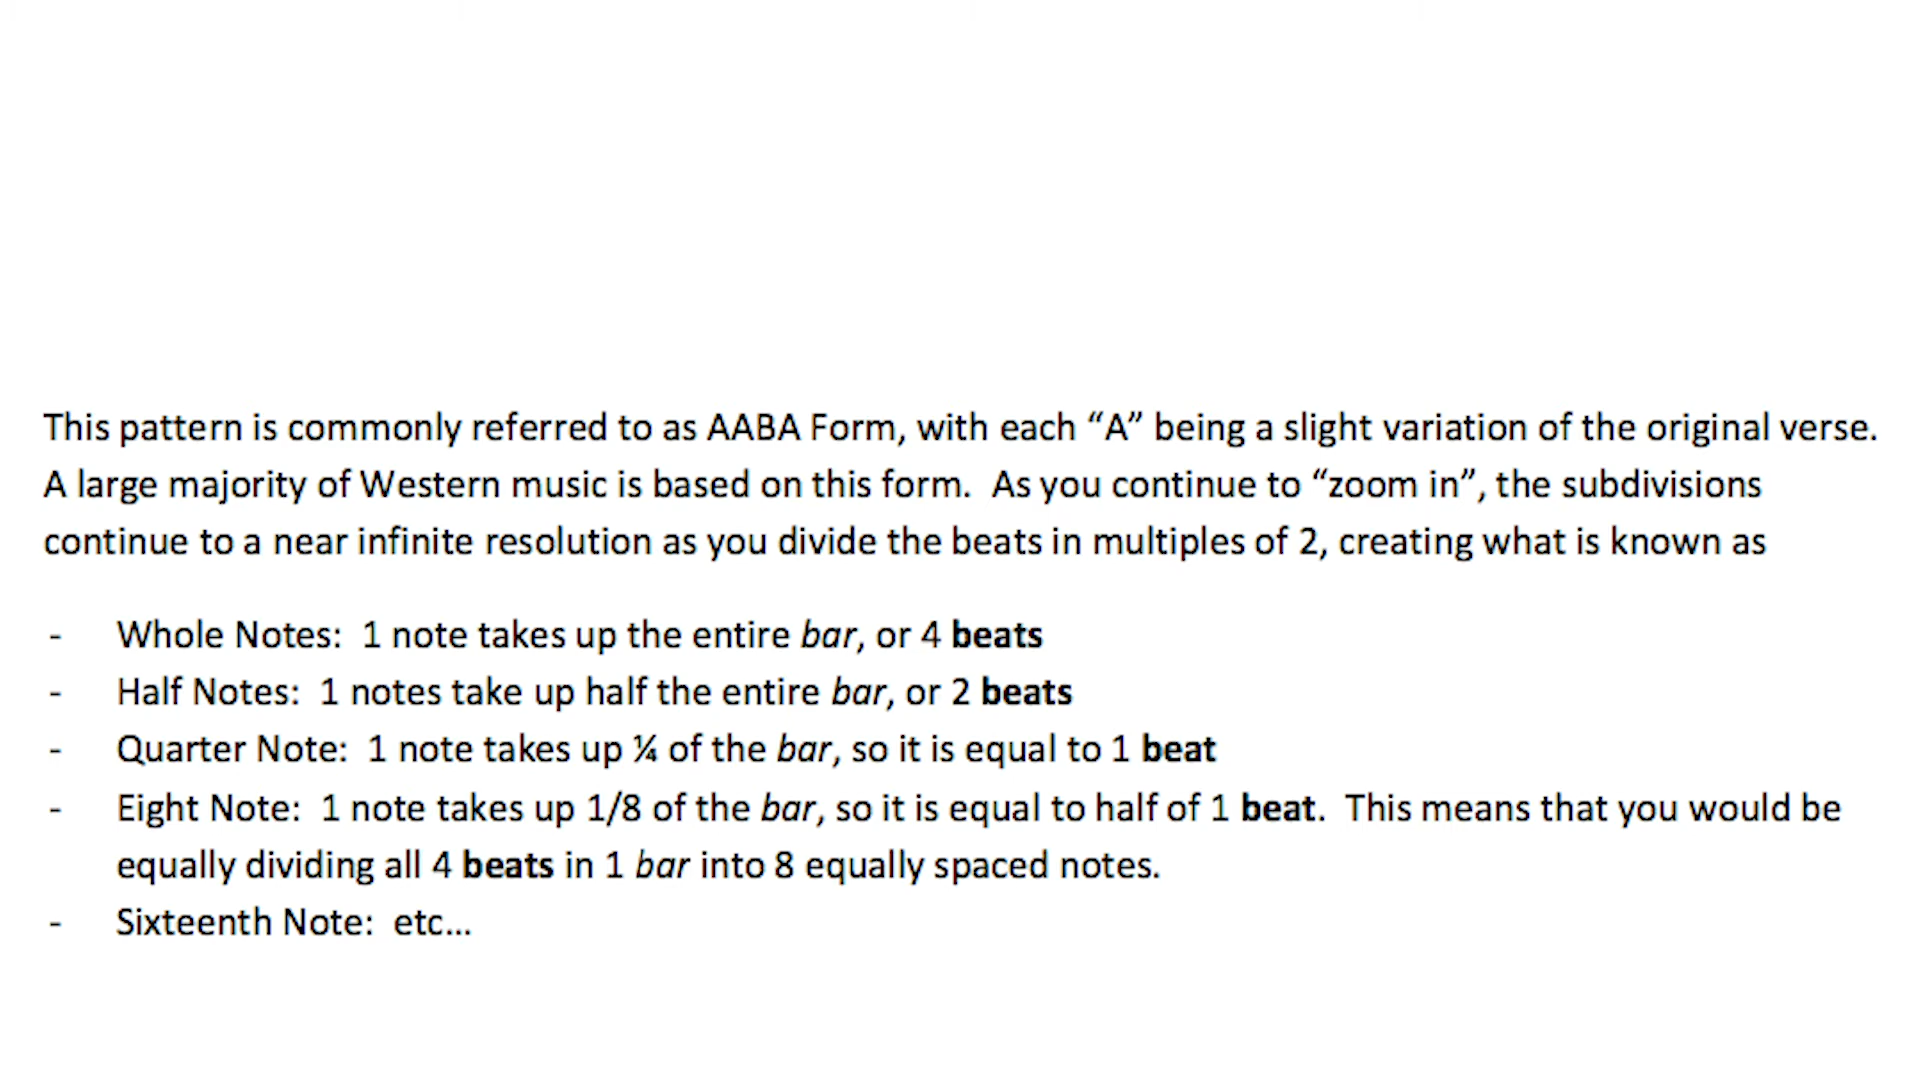 This pattern is commonly referred to as AABA Form, with each “A” being a slight variation of the original verse.
A large majority of Western music is based on this form.  As you continue to “zoom in”, the subdivisions
continue to a near infinite resolution as you divide the beats in multiples of 2, creating what is known as
- Whole Notes:  1 note takes up the entire bar, or 4 beats
- Half Notes:  1 notes take up half the entire bar, or 2 beats
- Quarter Note:  1 note takes up ¼ of the bar, so it is equal to 1 beat
- Eight Note:  1 note takes up 1/8 of the bar, so it is equal to half of 1 beat.  This means that you would be
equally dividing all 4 beats in 1 bar into 8 equally spaced notes.
- Sixteenth Note:  etc...